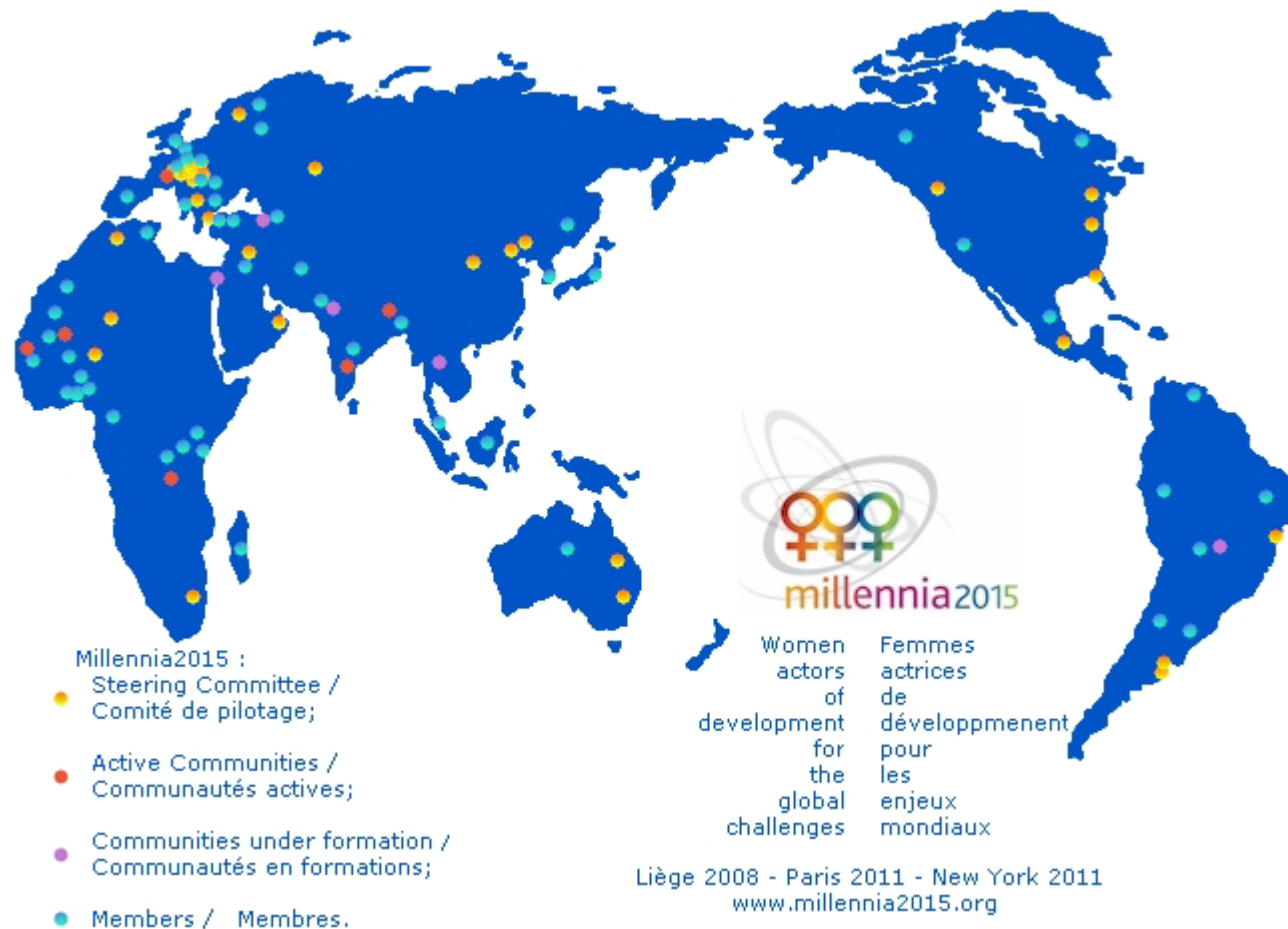 millennia2015
Millennia2015 :
Steering Committee /
Comité de pilotage;
Active Communities /
Communautés actives;
Communities under formation /
Communautés en formations;
Members /   Membres.
Women   Femmes
actors   actrices
of   de
development   développmenent
for   pour
the   les
global   enjeux
challenges   mondiaux
Liège 2008 - Paris 2011 - New York 2011
www.millennia2015.org